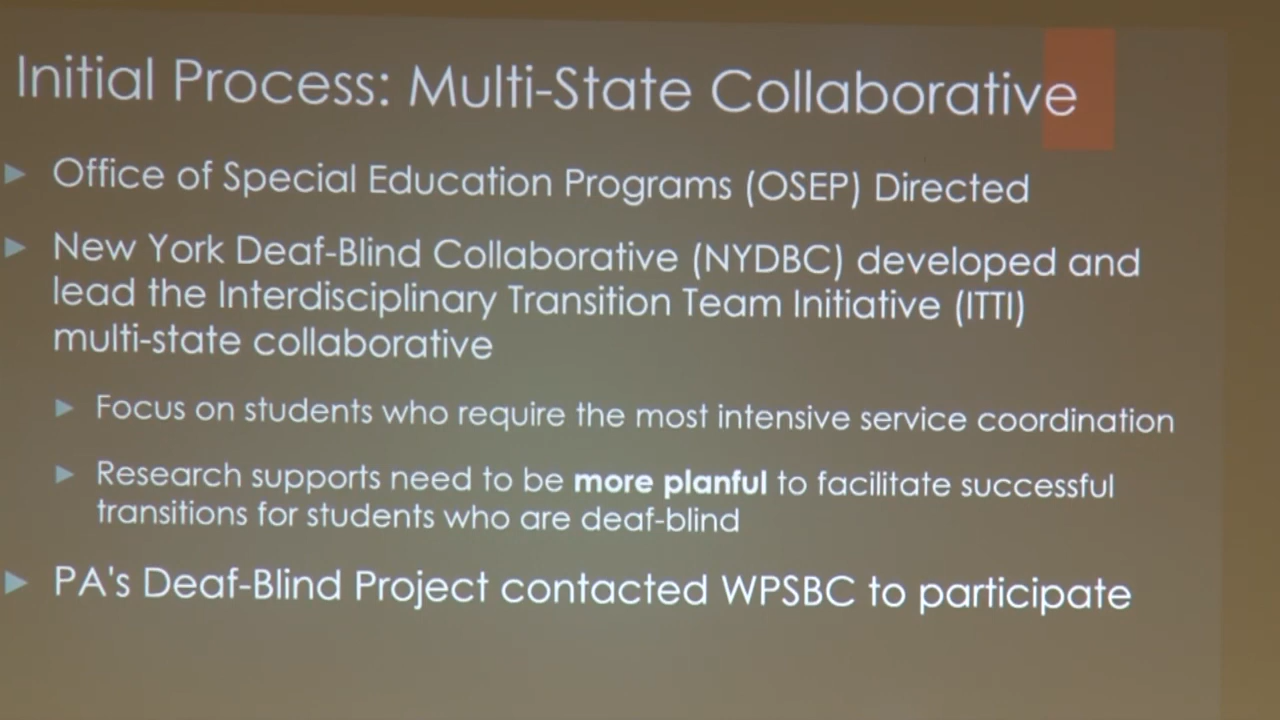 Initial Process: Multi-State Collaborative
Office of Special Education Programs (OSEP) Directed
New York Deaf-Blind Collaborative (NYDBC) developed and
lead the Interdisciplinary Transition Team Initiative (ITTI)
multi-state collaborative
Focus on students who require the most intensive service coordination
Research supports need to be more planful to facilitate successful
transitions for students who are deaf-blind
PA's Deaf-Blind Project contacted WPSBC to participate